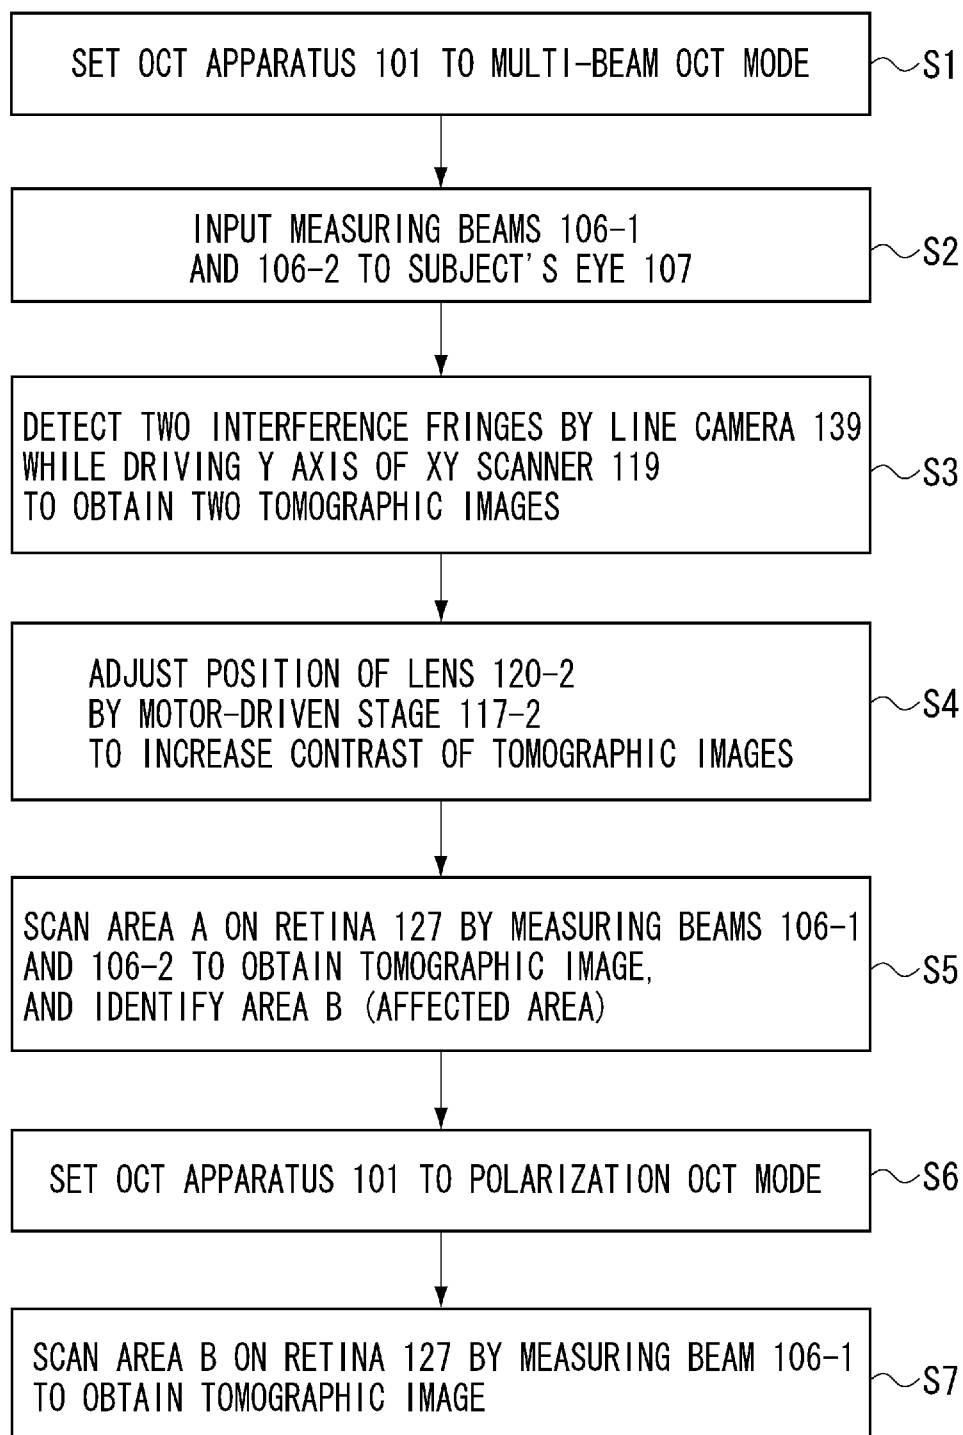 SET OCT APPARATUS 101 TO MULTI-BEAM OCT MODE
S1
INPUT MEASURING BEAMS 106-1
AND 106-2 TO SUBJECT'S EYE 107
S2
DETECT TWO INTERFERENCE FRINGES BY LINE CAMERA 139
WHILE DRIVING Y AXIS OF XY SCANNER 119
TO OBTAIN TWO TOMOGRAPHIC IMAGES
S3
ADJUST POSITION OF LENS 120-2
BY MOTOR-DRIVEN STAGE 117-2
TO INCREASE CONTRAST OF TOMOGRAPHIC IMAGES
S4
SCAN AREA A ON RETINA 127 BY MEASURING BEAMS 106-1
AND 106-2 TO OBTAIN TOMOGRAPHIC IMAGE,
AND IDENTIFY AREA B (AFFECTED AREA)
S5
SET OCT APPARATUS 101 TO POLARIZATION OCT MODE
S6
SCAN AREA B ON RETINA 127 BY MEASURING BEAM 106-1
TO OBTAIN TOMOGRAPHIC IMAGE
S7